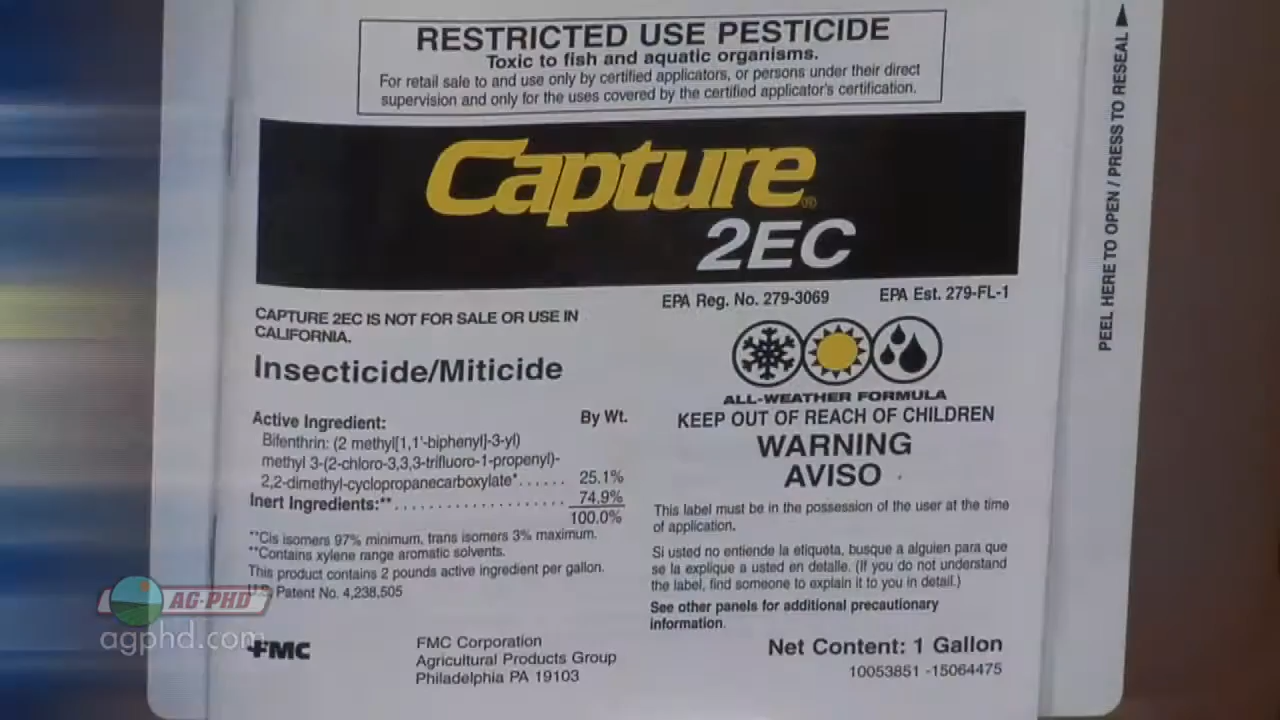 RESTRICTED USE PESTICIDE
Toxic to fish and aquatic organisms.
For retail sale to and use only by certified applicators, or persons under their direct
supervision and only for the uses covered by the certified applicator's certification.
Capture®
2EC
EPA Reg. No. 279-3069 EPA Est. 279-FL-1
CAPTURE 2EC IS NOT FOR SALE OR USE IN
CALIFORNIA.
Insecticide/Miticide
Active Ingredient: By Wt.
Bifenthrin: (2 methyl[1,1'-biphenyl]-3-yl)
methyl 3-(2-chloro-3,3,3-trifluoro-1-propenyl)-
2,2-dimethyl-cyclopropanecarboxylate*...... 25.1%
Inert Ingredients:**.................... 74.9%
100.0%
**Cis isomers 97% minimum, trans isomers 3% maximum.
**Contains xylene range aromatic solvents.
This product contains 2 pounds active ingredient per gallon.
U.S. Patent No. 4,238,505
FMC
FMC Corporation
Agricultural Products Group
Philadelphia PA 19103
ALL-WEATHER FORMULA
KEEP OUT OF REACH OF CHILDREN
WARNING
AVISO
This label must be in the possession of the user at the time
of application.
Si usted no entiende la etiqueta, busque a alguien para que
se la explique a usted en detalle. (If you do not understand
the label, find someone to explain it to you in detail.)
See other panels for additional precautionary
information.
Net Content: 1 Gallon
10053851 -15064475
PEEL HERE TO OPEN / PRESS TO RESEAL
AG-PHD
agphd.com